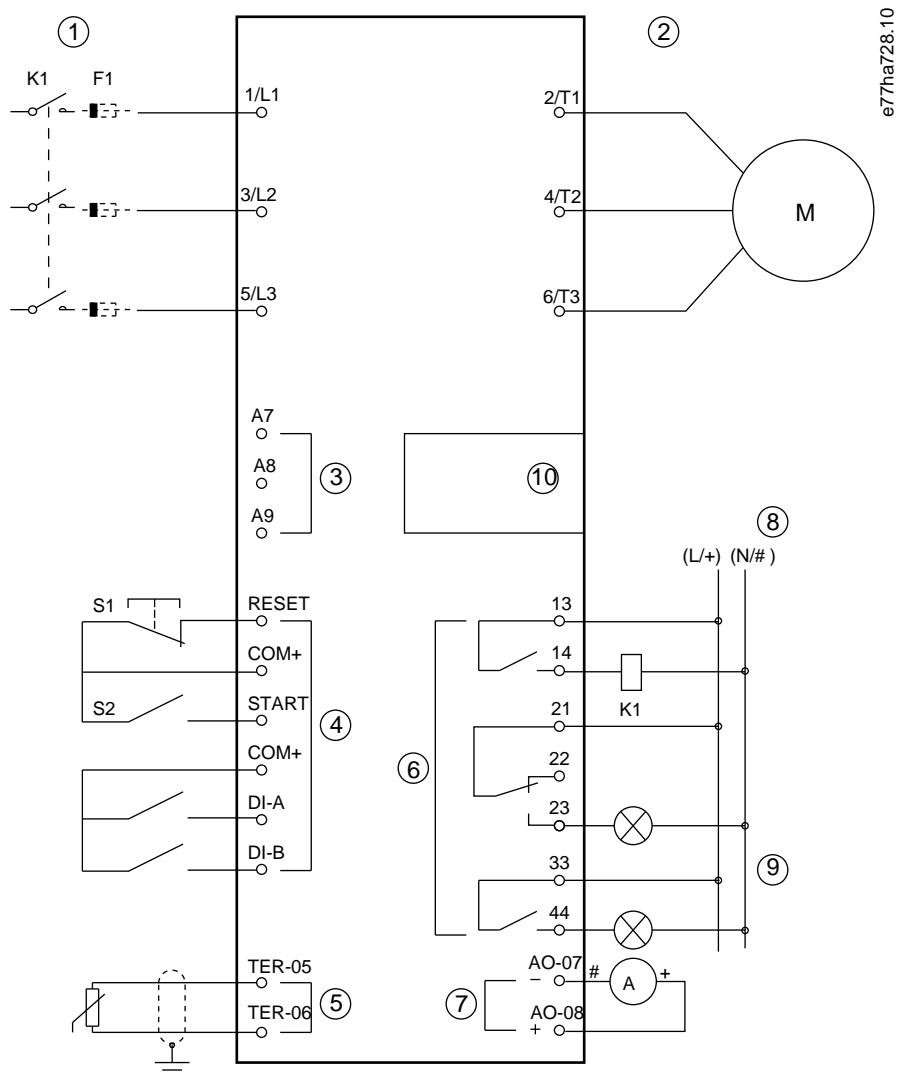 1
2
e77ha728.10
K1 F1
1/L1
2/T1
3/L2
4/T2
M
5/L3
6/T3
A7
A8
3
10
A9
8
(L/+) (N/# )
S1
RESET
13
COM+
14
S2
START
K1
4
21
COM+
6
22
DI-A
23
DI-B
33
9
44
TER-05
AO-07
# A +
−
5
7
TER-06
AO-08
+